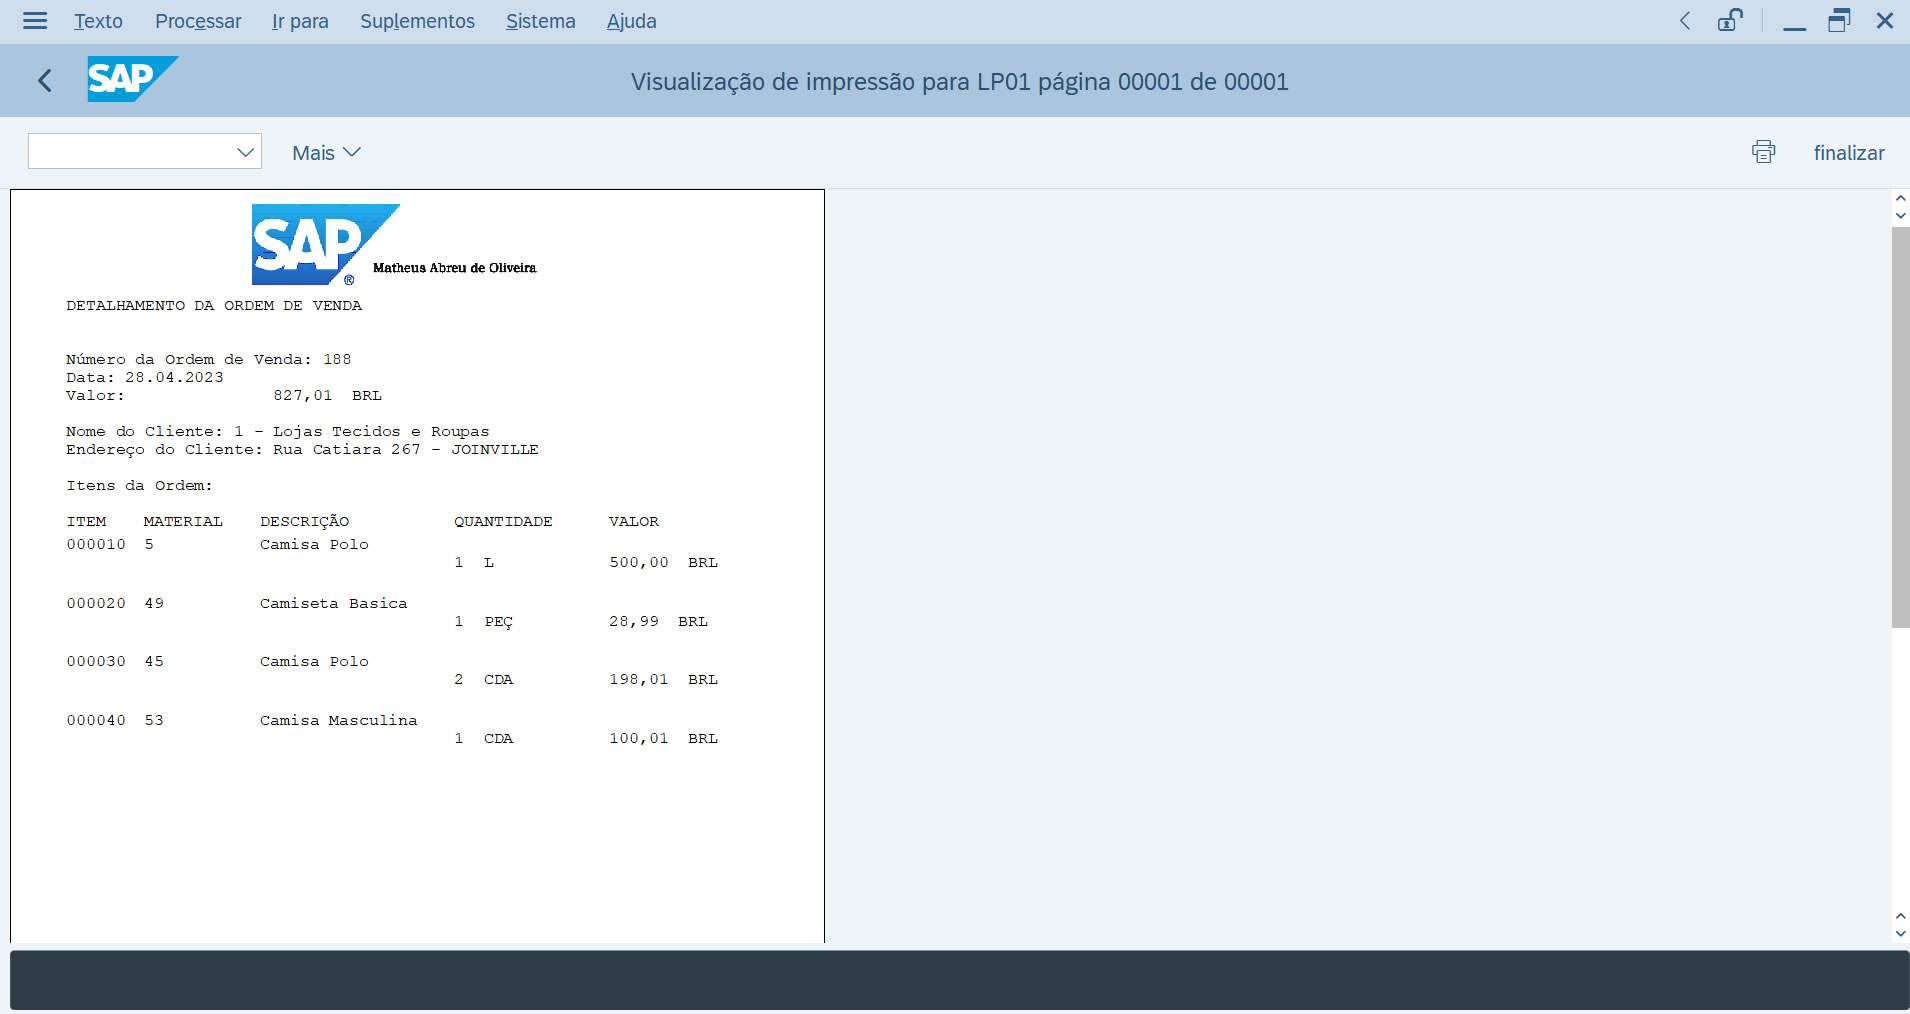 Texto Processar Ir para Suplementos Sistema Ajuda
SAP
Visualização de impressão para LP01 página 00001 de 00001
Mais
finalizar
SAP ®
Matheus Abreu de Oliveira
DETALHAMENTO DA ORDEM DE VENDA
Número da Ordem de Venda: 188
Data: 28.04.2023
Valor: 827,01 BRL
Nome do Cliente: 1 - Lojas Tecidos e Roupas
Endereço do Cliente: Rua Catiara 267 - JOINVILLE
Itens da Ordem:
ITEM MATERIAL DESCRIÇÃO QUANTIDADE VALOR
000010 5 Camisa Polo
1 L 500,00 BRL
000020 49 Camiseta Basica
1 PEÇ 28,99 BRL
000030 45 Camisa Polo
2 CDA 198,01 BRL
000040 53 Camisa Masculina
1 CDA 100,01 BRL